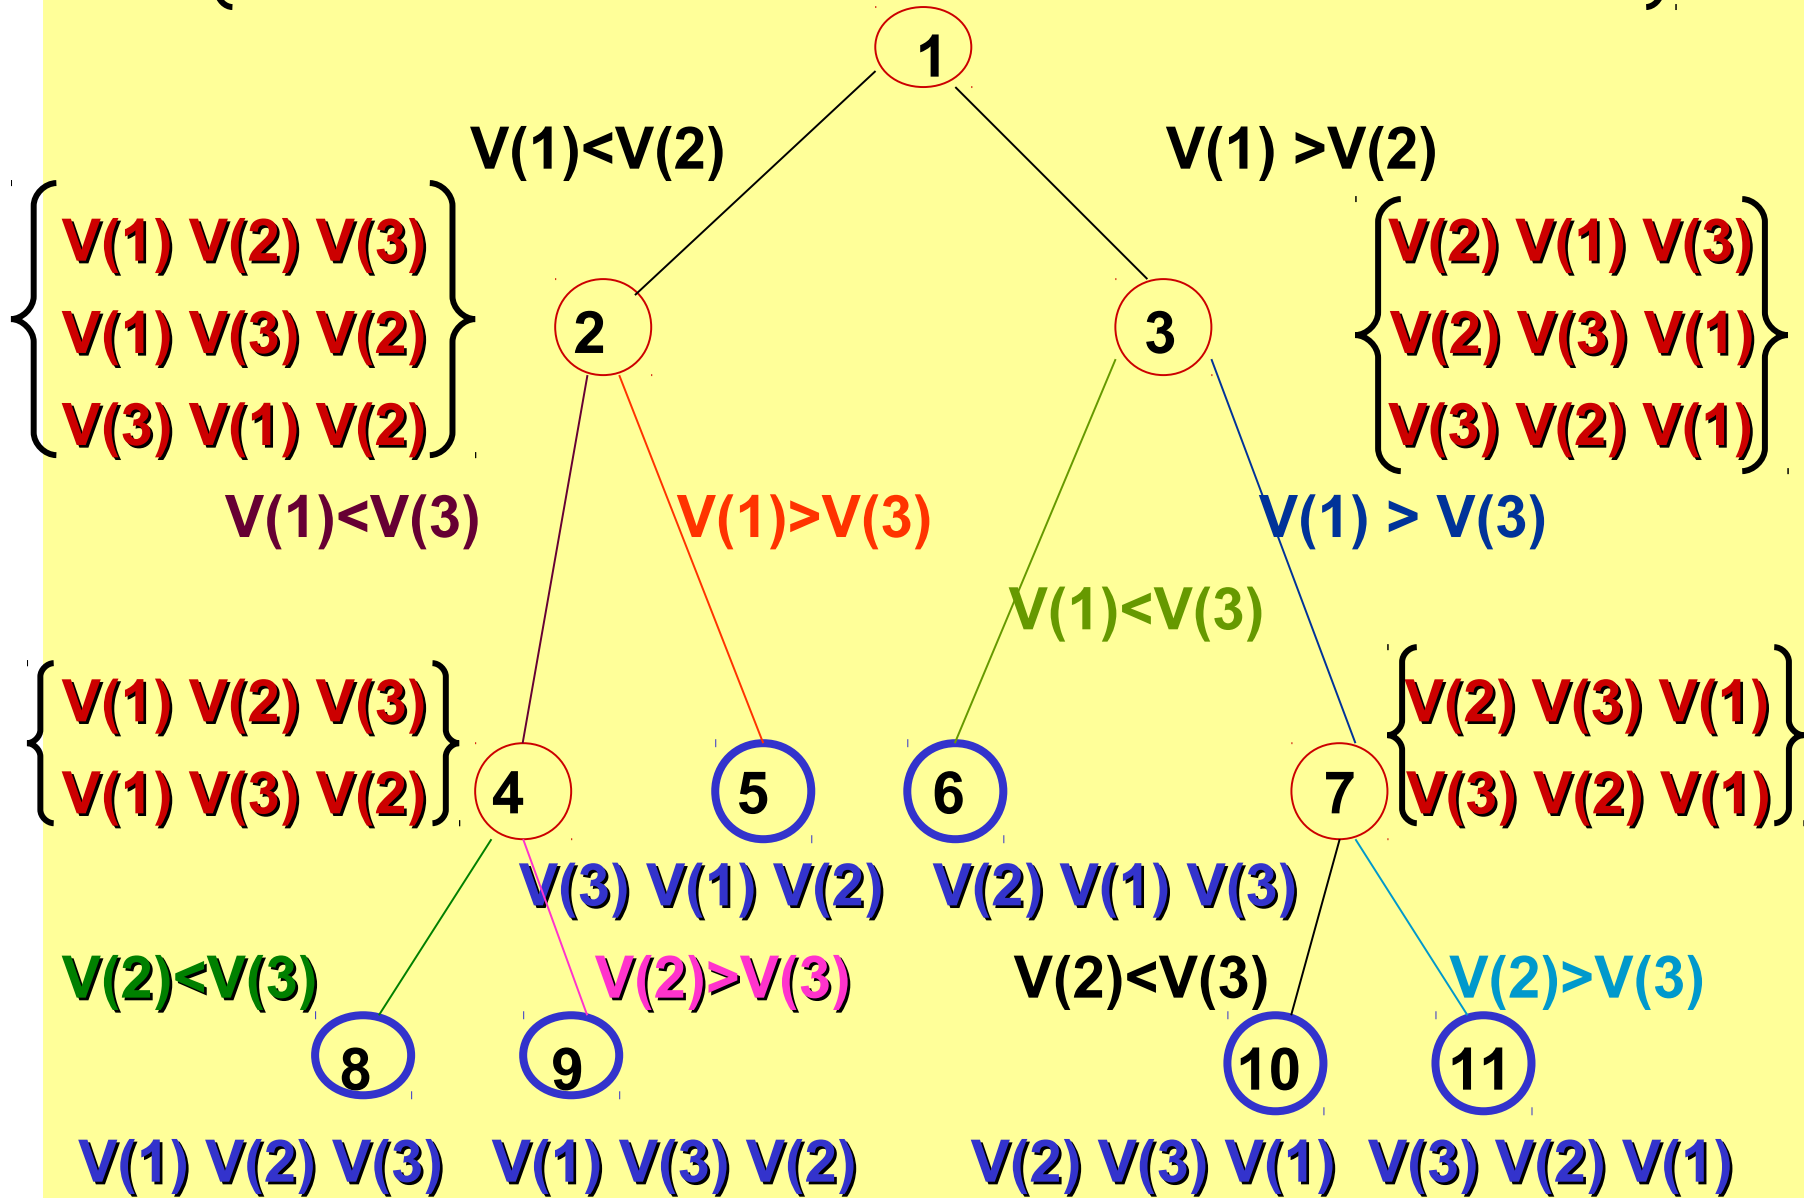 1
V(1)<V(2)
V(1) >V(2)
V(1) V(2) V(3)
V(1) V(3) V(2)
V(3) V(1) V(2)
2
3
V(2) V(1) V(3)
V(2) V(3) V(1)
V(3) V(2) V(1)
V(1)<V(3)
V(1)>V(3)
V(1)<V(3)
V(1) > V(3)
V(1) V(2) V(3)
V(1) V(3) V(2)
4
5
6
7
V(2) V(3) V(1)
V(3) V(2) V(1)
V(3) V(1) V(2)
V(2) V(1) V(3)
V(2)<V(3)
V(2)>V(3)
V(2)<V(3)
V(2)>V(3)
8
9
10
11
V(1) V(2) V(3)
V(1) V(3) V(2)
V(2) V(3) V(1)
V(3) V(2) V(1)